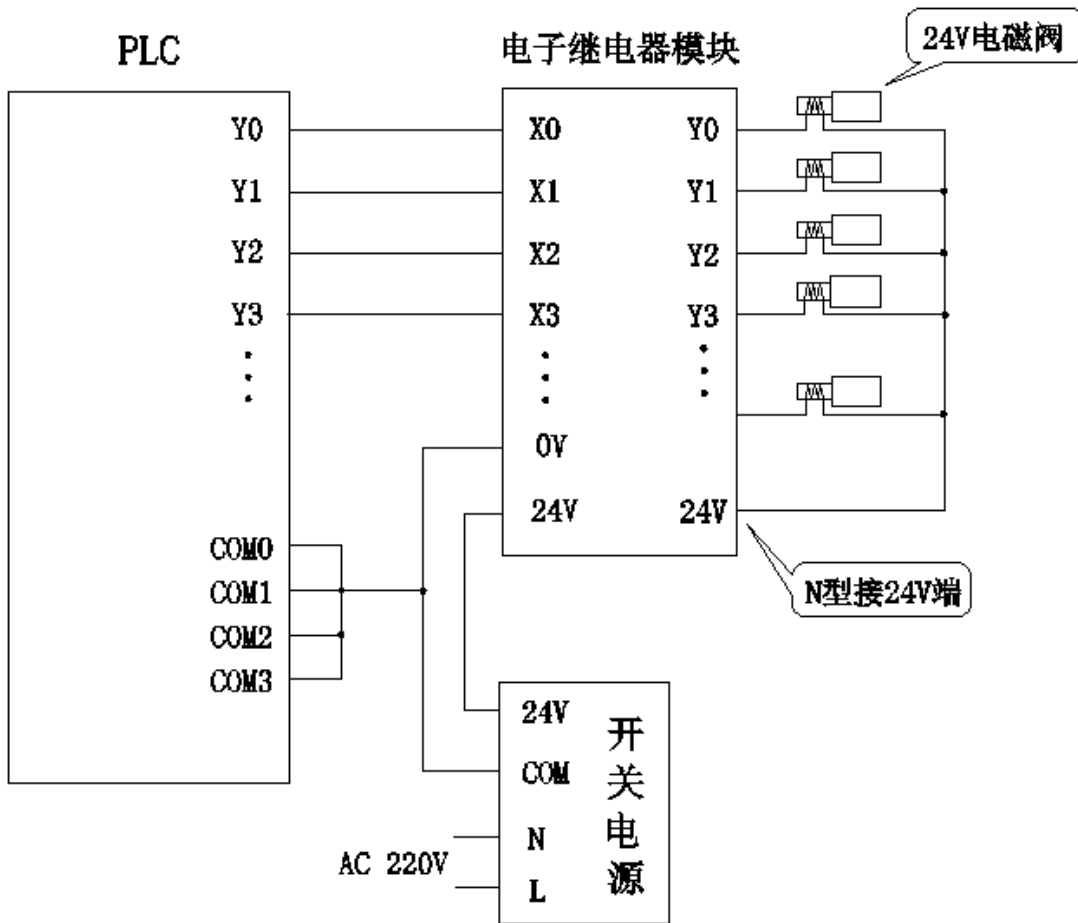 PLC
电子继电器模块
24V电磁阀
Y0
X0
Y0
Y1
X1
Y1
Y2
X2
Y2
Y3
X3
Y3
0V
24V
24V
COM0
COM1
COM2
COM3
N型接24V端
24V
COM
N
L
开关电源
AC 220V